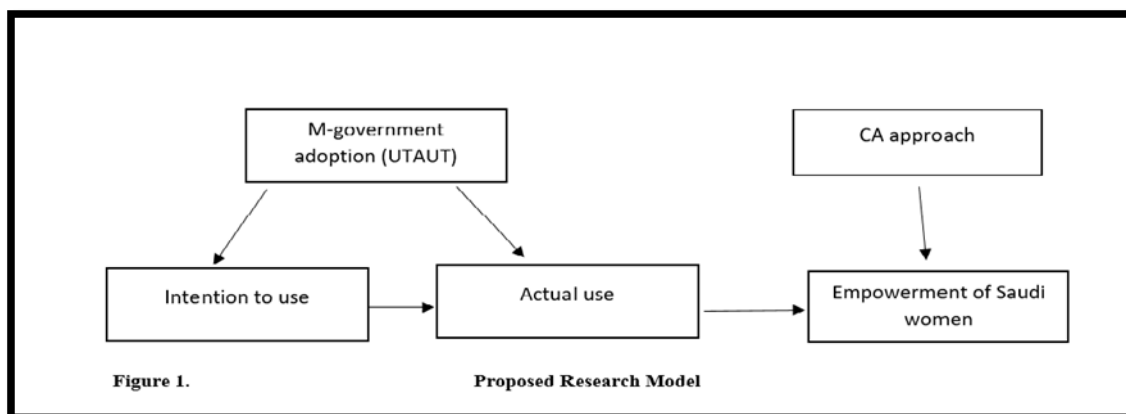 M-government
adoption (UTAUT)
CA approach
Intention to use
Actual use
Empowerment of Saudi
women
Figure 1. Proposed Research Model